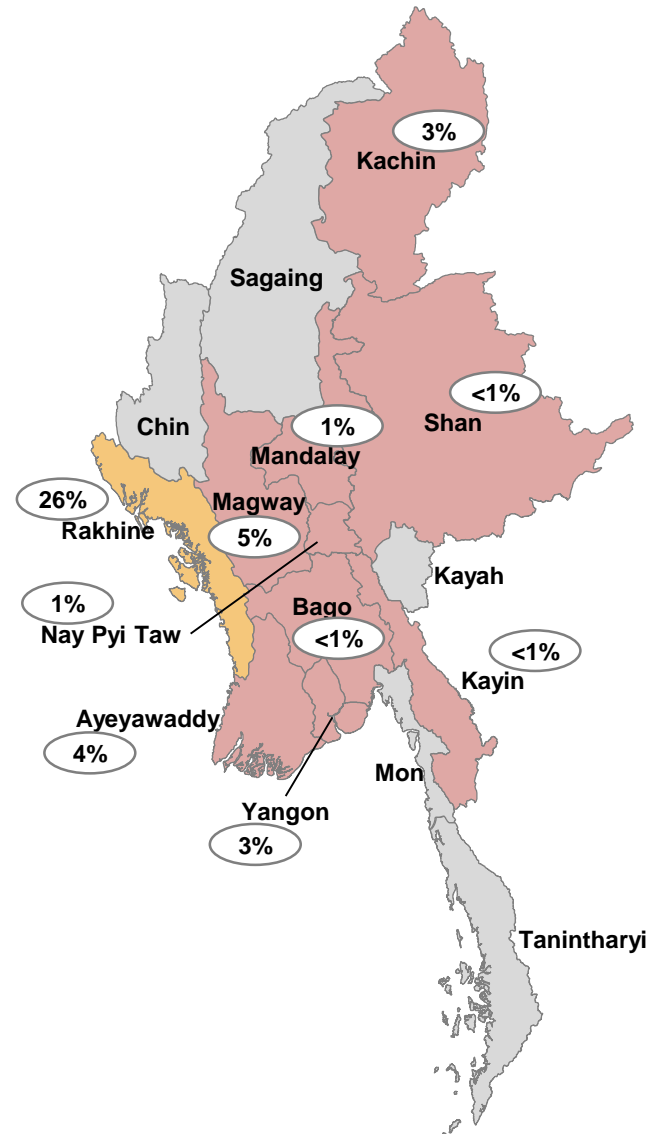 3%
Kachin
Sagaing
<1%
Shan
1%
Mandalay
Chin
26%
Rakhine
Magway
5%
Kayah
1%
Nay Pyi Taw
Bago
<1%
<1%
Kayin
Ayeyawaddy
4%
Mon
Yangon
3%
Tanintharyi